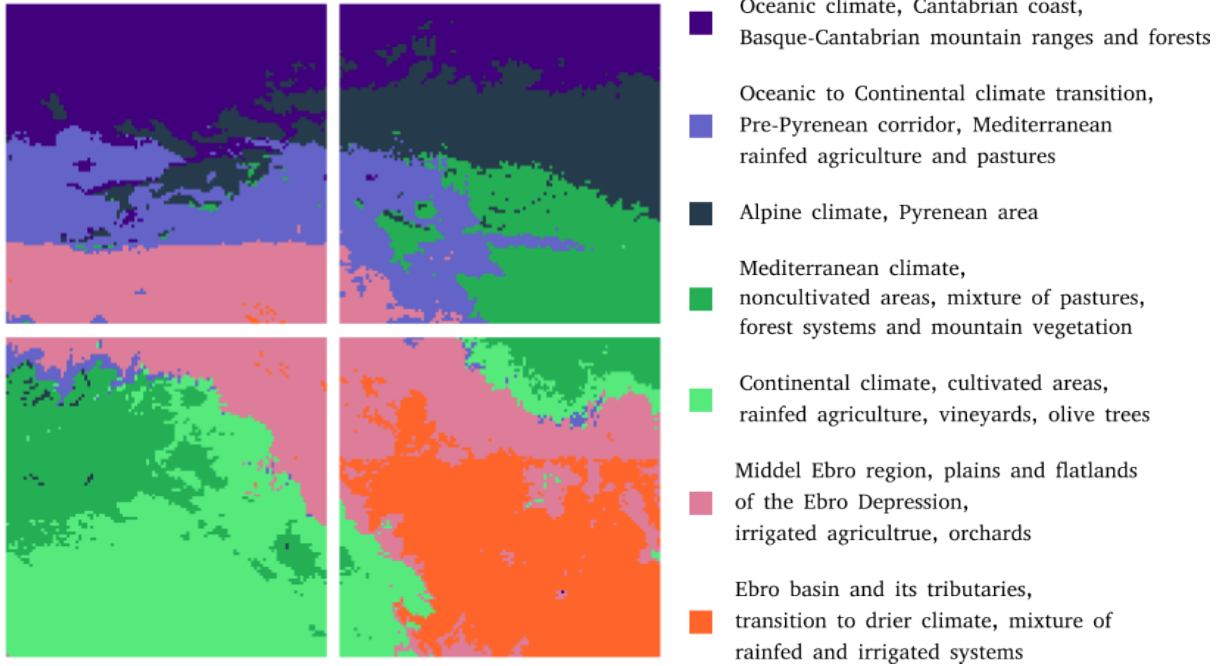 Oceanic climate, Cantabrian coast,
Basque-Cantabrian mountain ranges and forests
Oceanic to Continental climate transition,
Pre-Pyrenean corridor, Mediterranean
rainfed agriculture and pastures
Alpine climate, Pyrenean area
Mediterranean climate,
noncultivated areas, mixture of pastures,
forest systems and mountain vegetation
Continental climate, cultivated areas,
rainfed agriculture, vineyards, olive trees
Middel Ebro region, plains and flatlands
of the Ebro Depression,
irrigated agricultrue, orchards
Ebro basin and its tributaries,
transition to drier climate, mixture of
rainfed and irrigated systems